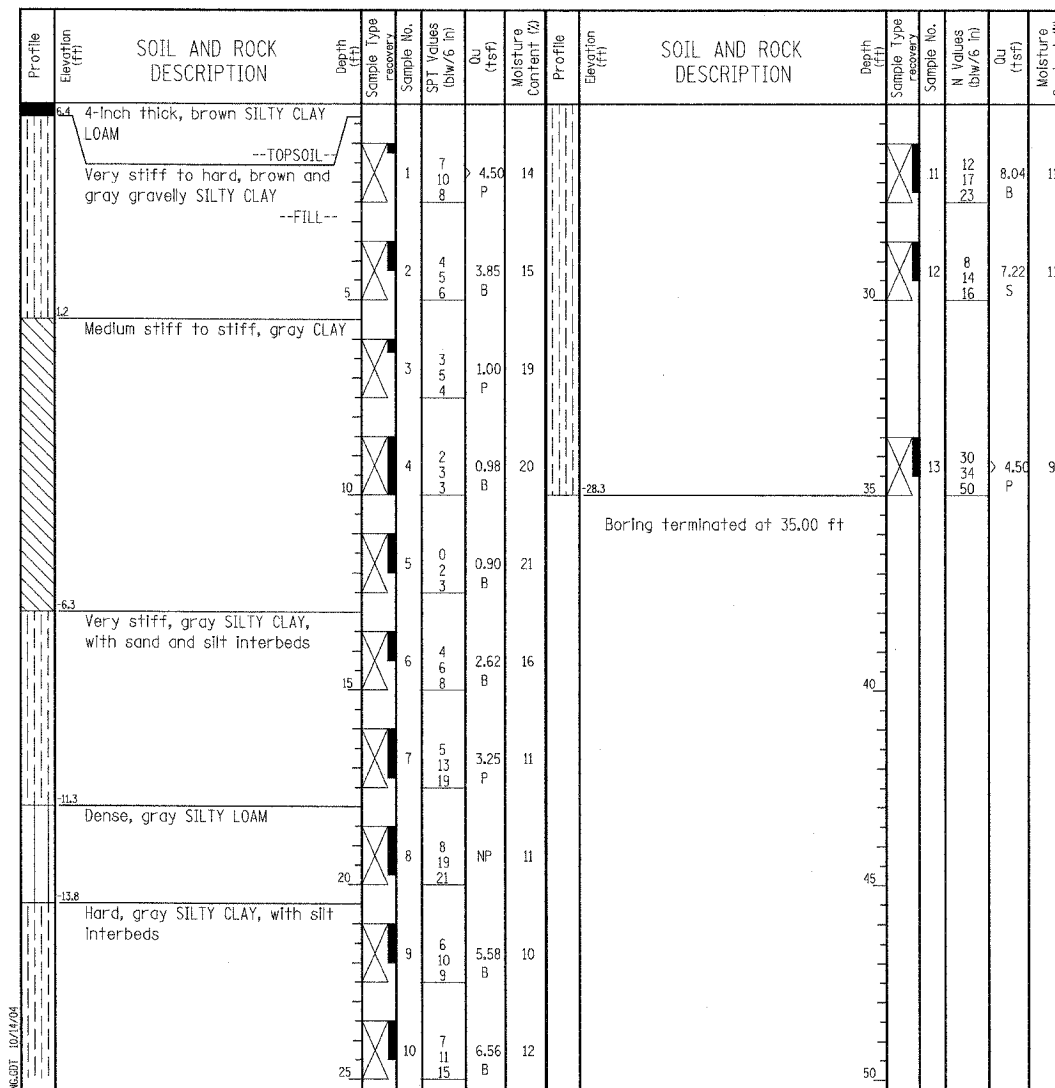 Profile
Elevation (ft)
SOIL AND ROCK
DESCRIPTION
Depth (ft)
Sample Type
recovery
Sample No.
SPT Values (blw/6 in)
Qu (tsf)
Moisture Content (%)
Profile
Elevation (ft)
SOIL AND ROCK
DESCRIPTION
Depth (ft)
Sample Type
recovery
Sample No.
N Values (blw/6 in)
Qu (tsf)
Moisture
6.4 4-inch thick, brown SILTY CLAY
LOAM
--TOPSOIL--
Very stiff to hard, brown and
gray gravelly SILTY CLAY
--FILL--
1
7
10
8
> 4.50
P
14
2
4
5
6
3.85
B
15
5
1.2
Medium stiff to stiff, gray CLAY
3
3
5
4
1.00
P
19
4
2
3
3
0.98
B
20
10
5
0
2
3
0.90
B
21
-6.3
Very stiff, gray SILTY CLAY,
with sand and silt interbeds
6
4
6
8
2.62
B
16
15
7
5
13
19
3.25
P
11
-11.3
Dense, gray SILTY LOAM
8
8
19
21
NP
11
20
-13.8
Hard, gray SILTY CLAY, with silt
interbeds
9
6
10
9
5.58
B
10
10
7
11
15
6.56
B
12
25
11
12
17
23
8.04
B
12
8
14
16
7.22
S
30
13
30
34
50
> 4.50
P
9
-28.3
35
Boring terminated at 35.00 ft
40
45
50
NG.GDT 10/14/04